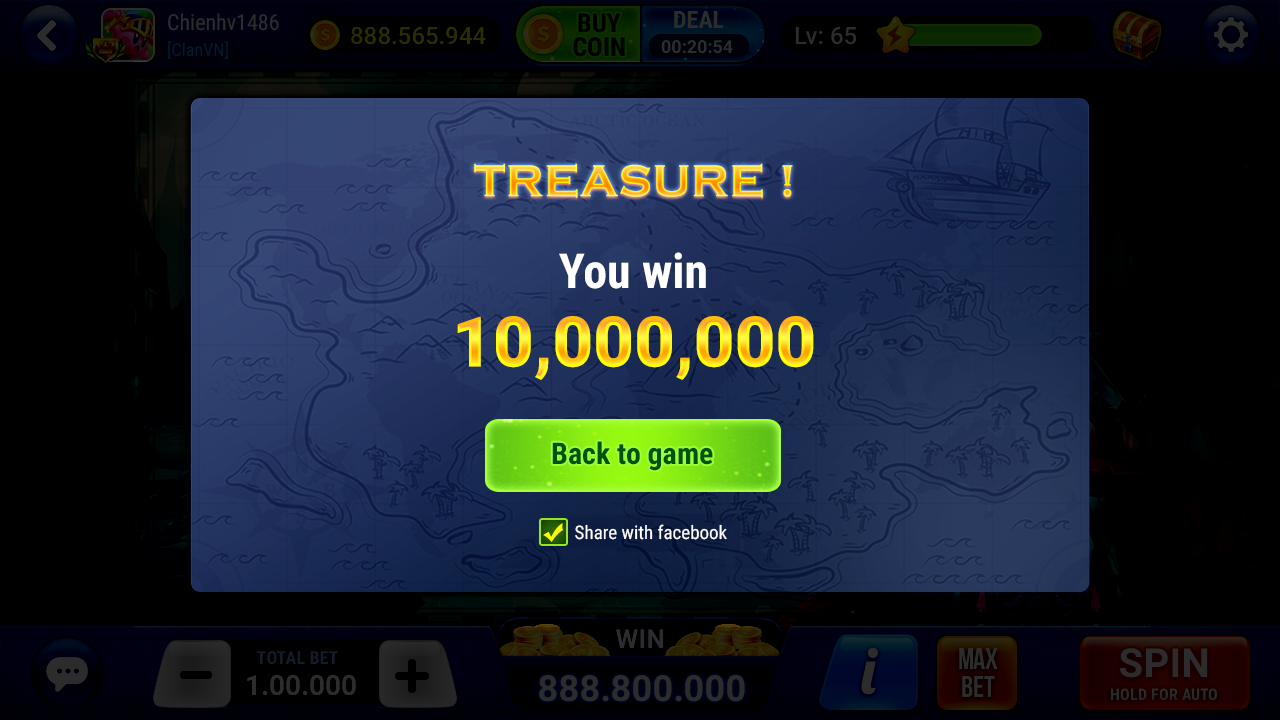 Chienhv1486
[ClanVN]
888.565.944
BUY
COIN
DEAL
00:20:54
Lv: 65
ARCTIC OCEAN
TREASURE !
You win
10,000,000
Back to game
Share with facebook
TOTAL BET
1.00.000
WIN
888.800.000
i
MAX
BET
SPIN
HOLD FOR AUTO